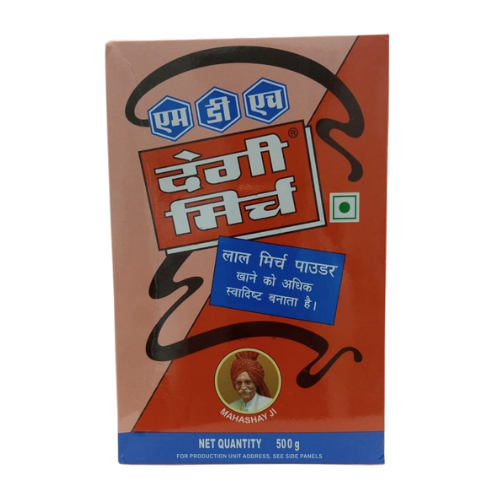 एम डी एच
देगी ®
मिर्च
लाल मिर्च पाउडर
खाने को अधिक
स्वादिष्ट बनाता है।
MAHASHAY JI
NET QUANTITY 500 g
FOR PRODUCTION UNIT ADDRESS, SEE SIDE PANELS